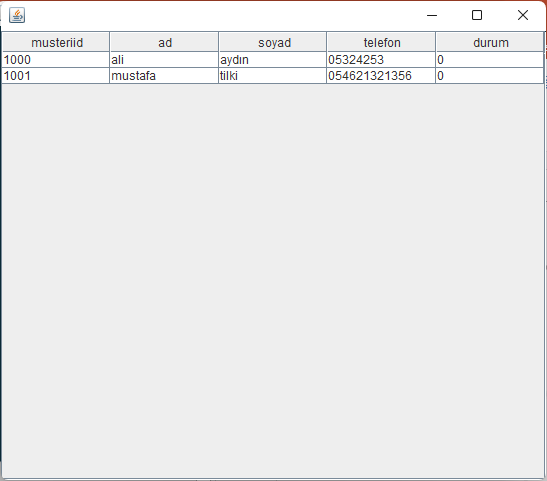 musteriid ad soyad telefon durum
1000 ali aydın 05324253 0
1001 mustafa tilki 054621321356 0